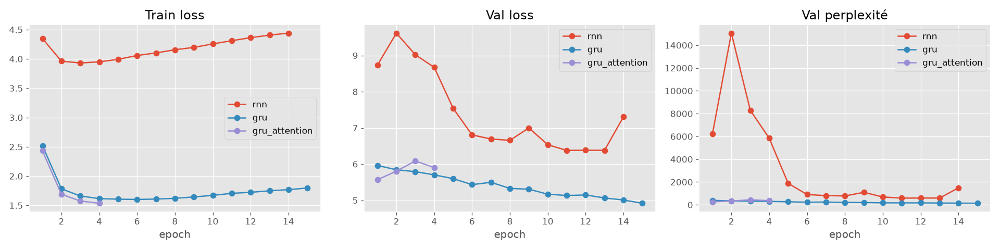 Train loss
4.5
4.0
3.5
3.0
2.5
2.0
1.5
rnn
gru
gru_attention
2 4 6 8 10 12 14
epoch
Val loss
9
8
7
6
5
rnn
gru
gru_attention
2 4 6 8 10 12 14
epoch
Val perplexité
14000
12000
10000
8000
6000
4000
2000
0
rnn
gru
gru_attention
2 4 6 8 10 12 14
epoch